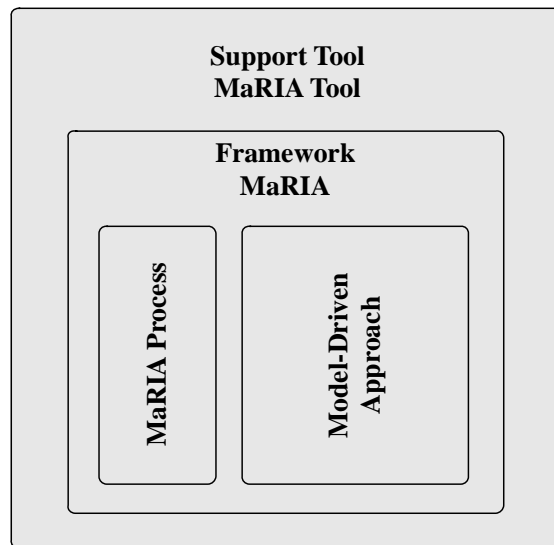 Support Tool
MaRIA Tool
Framework
MaRIA
MaRIA Process
Model-Driven
Approach